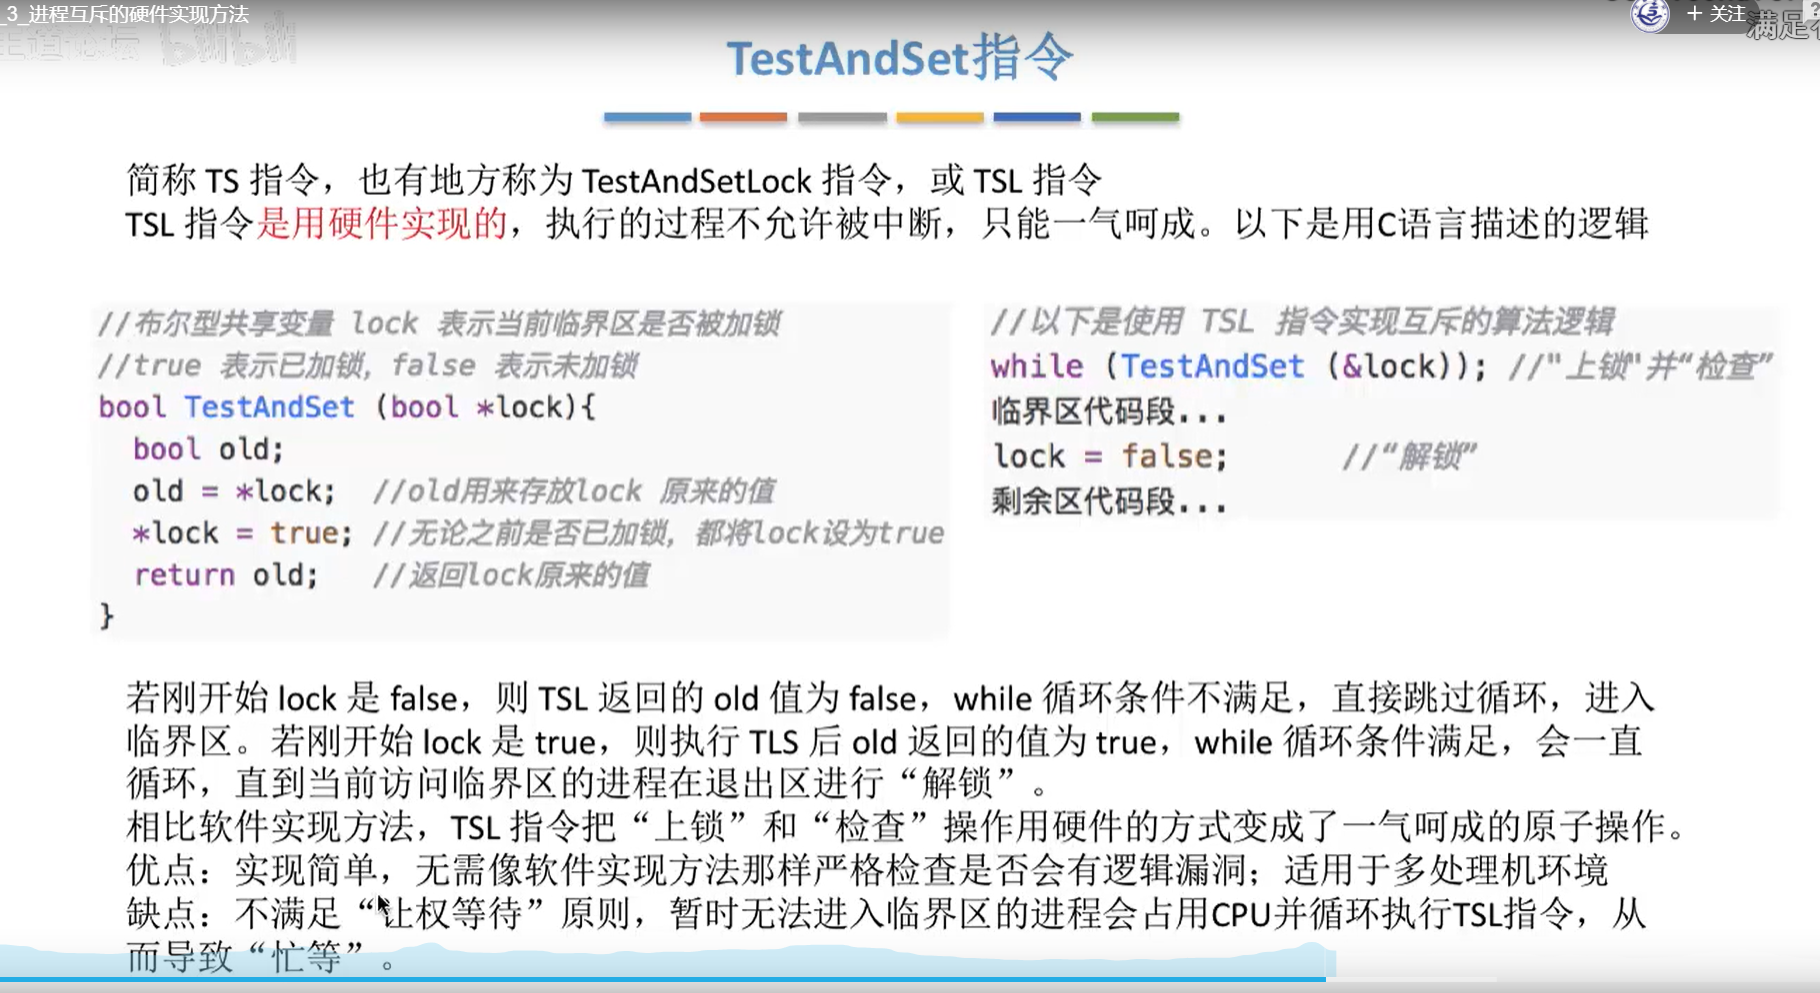 _3_进程互斥的硬件实现方法
+ 关注
满足
王道论坛 bilibili
TestAndSet指令
简称 TS 指令，也有地方称为 TestAndSetLock 指令，或 TSL 指令
TSL 指令是用硬件实现的，执行的过程不允许被中断，只能一气呵成。以下是用C语言描述的逻辑
//布尔型共享变量 lock 表示当前临界区是否被加锁
//true 表示已加锁，false 表示未加锁
bool TestAndSet (bool *lock){
bool old;
old = *lock; //old用来存放lock 原来的值
*lock = true; //无论之前是否已加锁，都将lock设为true
return old; //返回lock原来的值
}
//以下是使用 TSL 指令实现互斥的算法逻辑
while (TestAndSet (&lock)); //"上锁"并“检查”
临界区代码段...
lock = false; //“解锁”
剩余区代码段...
若刚开始 lock 是 false，则 TSL 返回的 old 值为 false，while 循环条件不满足，直接跳过循环，进入
临界区。若刚开始 lock 是 true，则执行 TLS 后 old 返回的值为 true，while 循环条件满足，会一直
循环，直到当前访问临界区的进程在退出区进行“解锁”。
相比软件实现方法，TSL 指令把“上锁”和“检查”操作用硬件的方式变成了一气呵成的原子操作。
优点：实现简单，无需像软件实现方法那样严格检查是否会有逻辑漏洞；适用于多处理机环境
缺点：不满足“让权等待”原则，暂时无法进入临界区的进程会占用CPU并循环执行TSL指令，从
而导致“忙等”。